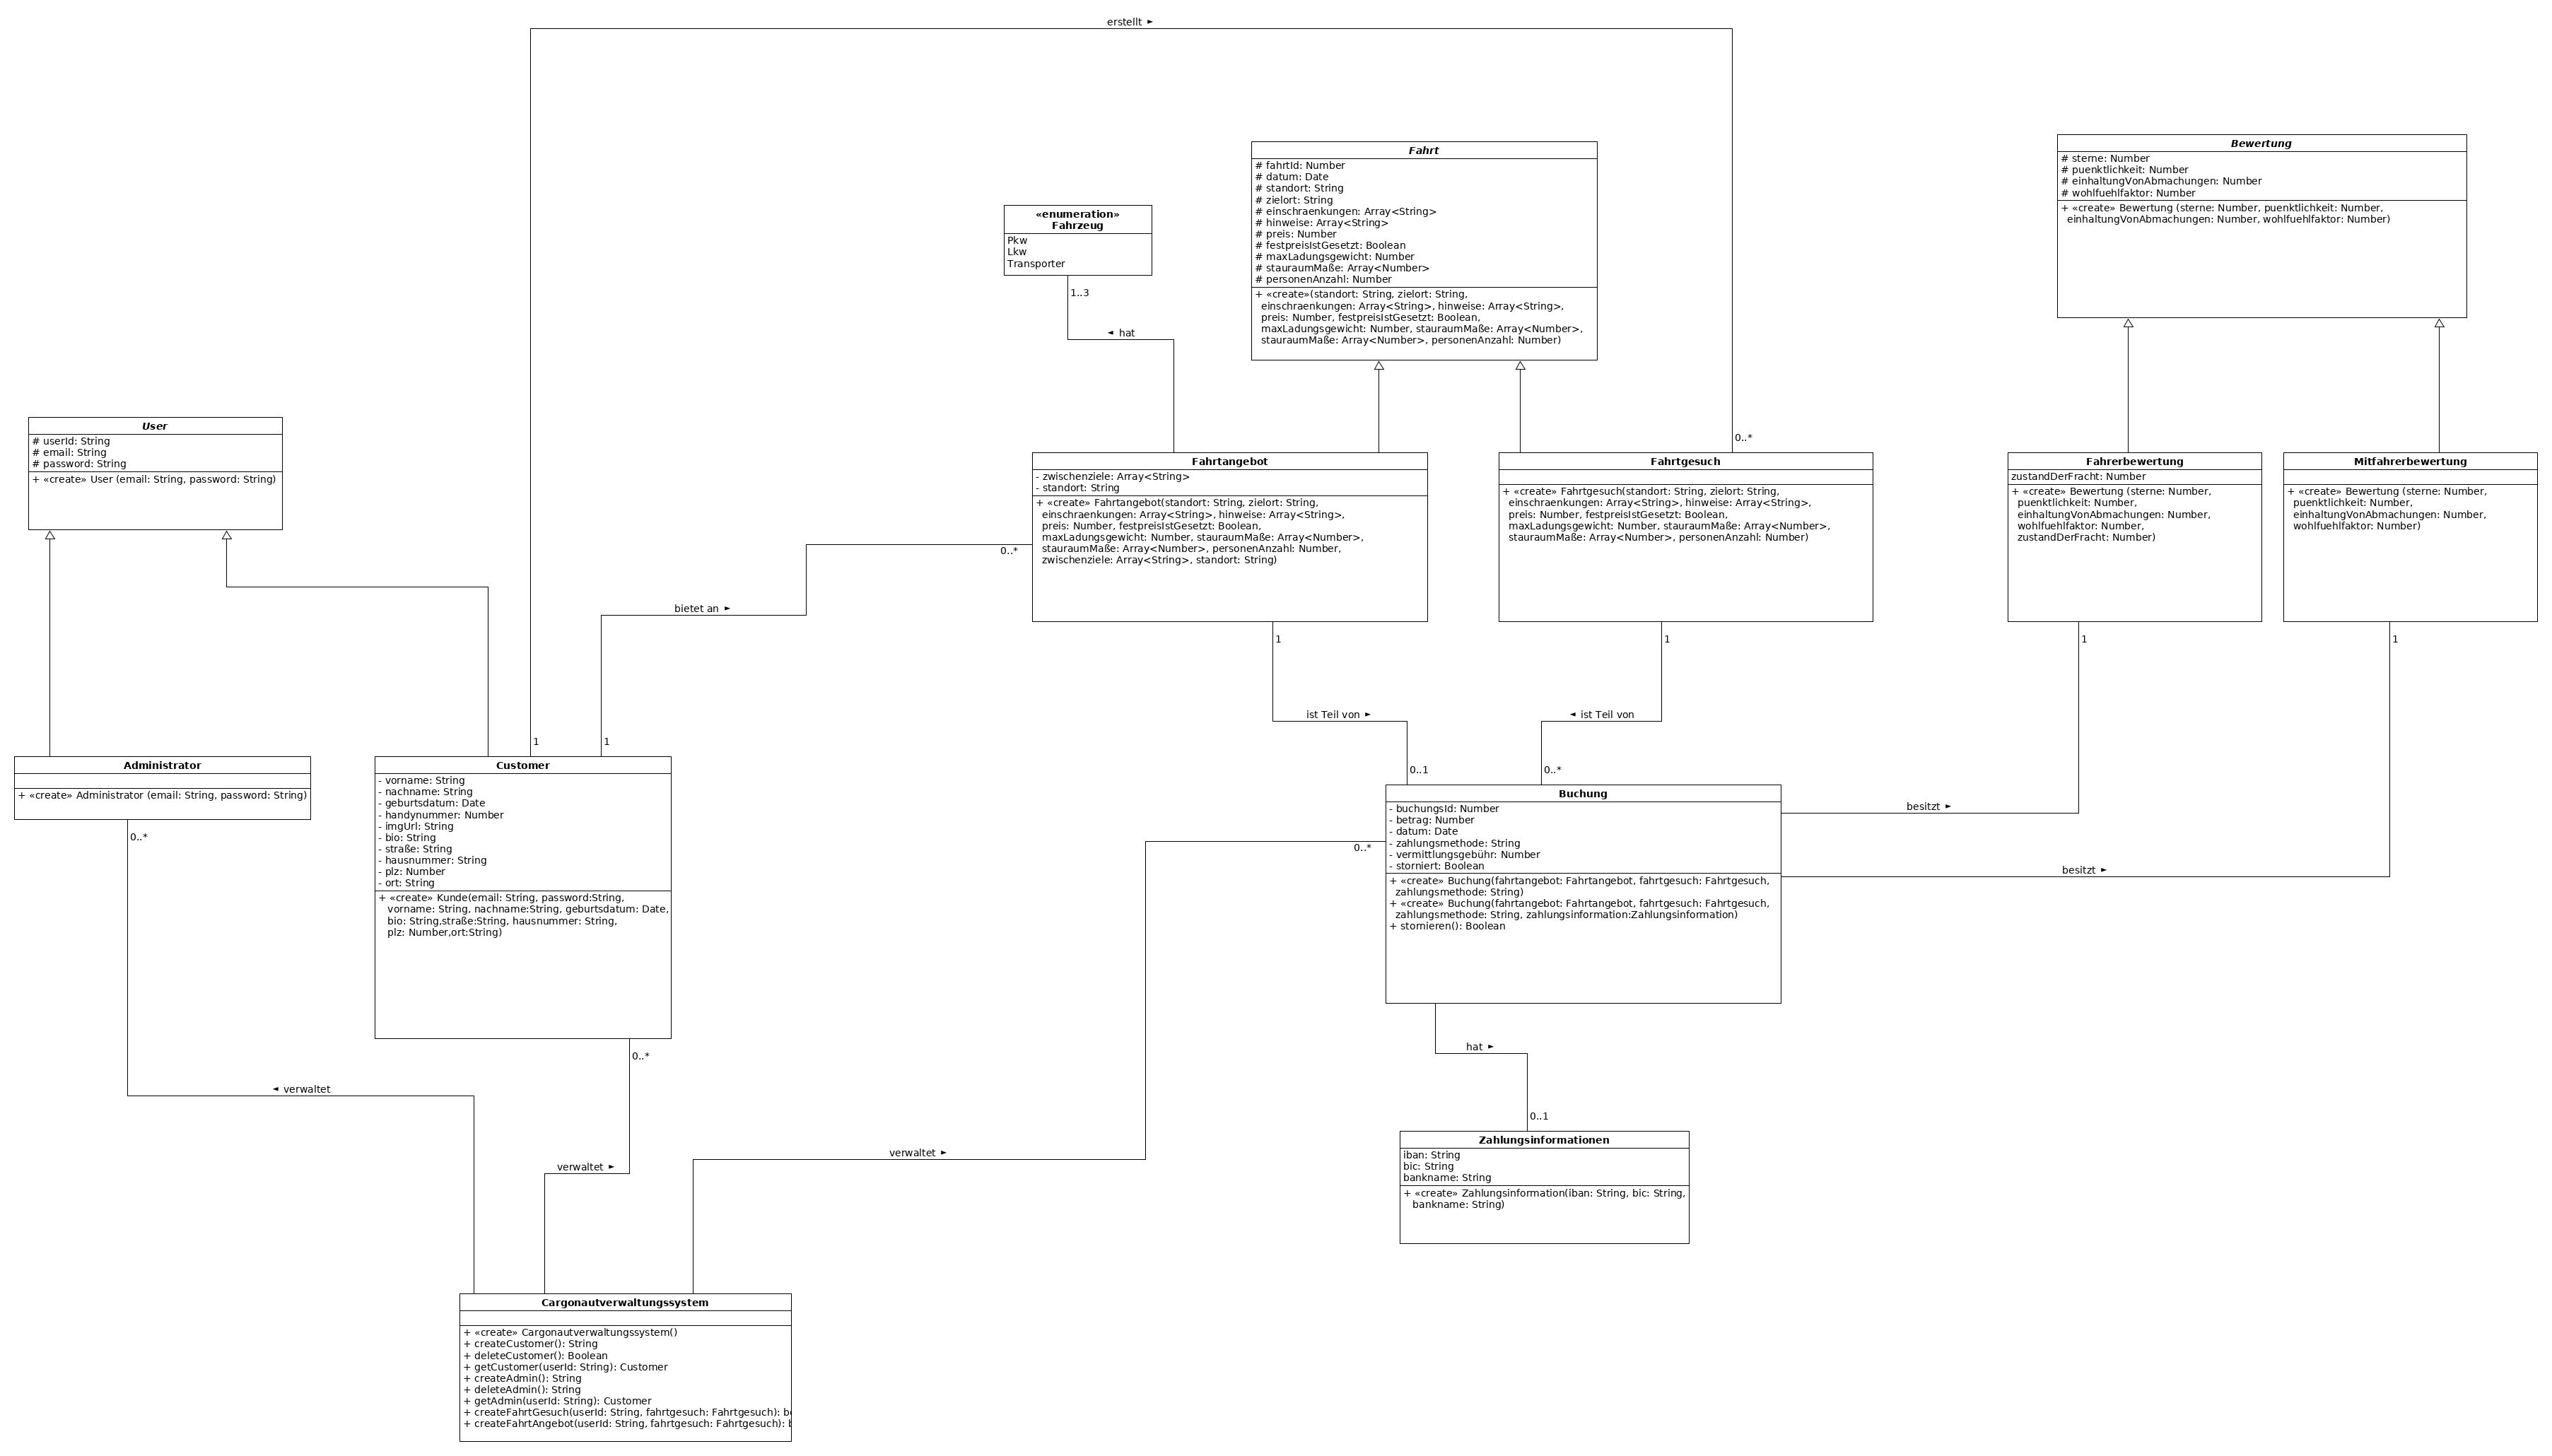 erstellt ►
Bewertung
# sterne: Number
# puenktlichkeit: Number
# einhaltungVonAbmachungen: Number
# wohlfuehlfaktor: Number
+ «create» Bewertung (sterne: Number, puenktlichkeit: Number,
einhaltungVonAbmachungen: Number, wohlfuehlfaktor: Number)
Fahrt
# fahrtId: Number
# datum: Date
# standort: String
# zielort: String
# einschraenkungen: Array<String>
# hinweise: Array<String>
# preis: Number
# festpreisIstGesetzt: Boolean
# maxLadungsgewicht: Number
# stauraumMaße: Array<Number>
# personenAnzahl: Number
+ «create»(standort: String, zielort: String,
einschraenkungen: Array<String>, hinweise: Array<String>,
preis: Number, festpreisIstGesetzt: Boolean,
maxLadungsgewicht: Number, stauraumMaße: Array<Number>,
stauraumMaße: Array<Number>, personenAnzahl: Number)
«enumeration»
Fahrzeug
Pkw
Lkw
Transporter
1..3
◄ hat
User
# userId: String
# email: String
# password: String
+ «create» User (email: String, password: String)
0..*
Fahrtangebot
- zwischenziele: Array<String>
- standort: String
+ «create» Fahrtangebot(standort: String, zielort: String,
einschraenkungen: Array<String>, hinweise: Array<String>,
preis: Number, festpreisIstGesetzt: Boolean,
maxLadungsgewicht: Number, stauraumMaße: Array<Number>,
stauraumMaße: Array<Number>, personenAnzahl: Number,
zwischenziele: Array<String>, standort: String)
Fahrtgesuch
+ «create» Fahrtgesuch(standort: String, zielort: String,
einschraenkungen: Array<String>, hinweise: Array<String>,
preis: Number, festpreisIstGesetzt: Boolean,
maxLadungsgewicht: Number, stauraumMaße: Array<Number>,
stauraumMaße: Array<Number>, personenAnzahl: Number)
Fahrerbewertung
zustandDerFracht: Number
+ «create» Bewertung (sterne: Number,
puenktlichkeit: Number,
einhaltungVonAbmachungen: Number,
wohlfuehlfaktor: Number,
zustandDerFracht: Number)
Mitfahrerbewertung
+ «create» Bewertung (sterne: Number,
puenktlichkeit: Number,
einhaltungVonAbmachungen: Number,
wohlfuehlfaktor: Number)
0..*
bietet an ►
1
1
1
1
ist Teil von ►
◄ ist Teil von
1
1
0..1
0..*
Administrator
+ «create» Administrator (email: String, password: String)
0..*
Customer
- vorname: String
- nachname: String
- geburtsdatum: Date
- handynummer: Number
- imgUrl: String
- bio: String
- straße: String
- hausnummer: String
- plz: Number
- ort: String
+ «create» Kunde(email: String, password:String,
vorname: String, nachname:String, geburtsdatum: Date,
bio: String,straße:String, hausnummer: String,
plz: Number,ort:String)
Buchung
- buchungsId: Number
- betrag: Number
- datum: Date
- zahlungsmethode: String
- vermittlungsgebühr: Number
- storniert: Boolean
+ «create» Buchung(fahrtangebot: Fahrtangebot, fahrtgesuch: Fahrtgesuch,
zahlungsmethode: String)
+ «create» Buchung(fahrtangebot: Fahrtangebot, fahrtgesuch: Fahrtgesuch,
zahlungsmethode: String, zahlungsinformation:Zahlungsinformation)
+ stornieren(): Boolean
besitzt ►
0..*
besitzt ►
0..*
hat ►
◄ verwaltet
0..1
verwaltet ►
verwaltet ►
Zahlungsinformationen
iban: String
bic: String
bankname: String
+ «create» Zahlungsinformation(iban: String, bic: String,
bankname: String)
Cargonautverwaltungssystem
+ «create» Cargonautverwaltungssystem()
+ createCustomer(): String
+ deleteCustomer(): Boolean
+ getCustomer(userId: String): Customer
+ createAdmin(): String
+ deleteAdmin(): String
+ getAdmin(userId: String): Customer
+ createFahrtGesuch(userId: String, fahrtgesuch: Fahrtgesuch):
+ createFahrtAngebot(userId: String, fahrtgesuch: Fahrtgesuch):